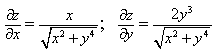 ∂z/∂x = x/√(x² + y⁴); ∂z/∂y = 2y³/√(x² + y⁴)